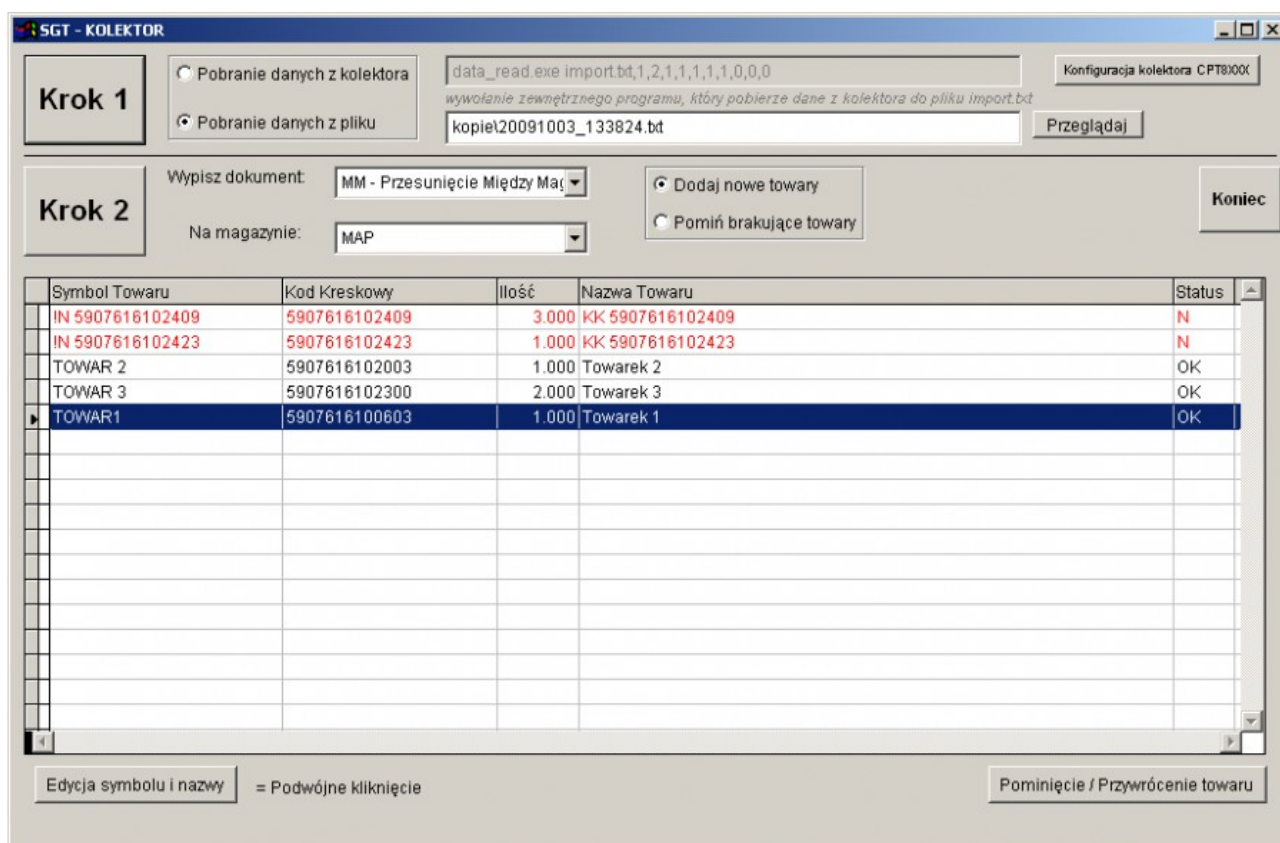 SGT - KOLEKTOR
Krok 1
Pobranie danych z kolektora
data_read.exe import.txt,1,2,1,1,1,1,1,0,0,0
Konfiguracja kolektora CPT8XXX
wywołanie zewnętrznego programu, który pobierze dane z kolektora do pliku import.txt
Pobranie danych z pliku
kopie\20091003_133824.txt
Przeglądaj
Krok 2
Wypisz dokument:
MM - Przesunięcie Między Mag
Dodaj nowe towary
Koniec
Na magazynie:
MAP
Pomiń brakujące towary
Symbol Towaru Kod Kreskowy Ilość Nazwa Towaru Status
!N 5907616102409 5907616102409 3.000 KK 5907616102409 N
!N 5907616102423 5907616102423 1.000 KK 5907616102423 N
TOWAR 2 5907616102003 1.000 Towarek 2 OK
TOWAR 3 5907616102300 2.000 Towarek 3 OK
TOWAR1 5907616100603 1.000 Towarek 1 OK
Edycja symbolu i nazwy = Podwójne kliknięcie Pominięcie / Przywrócenie towaru